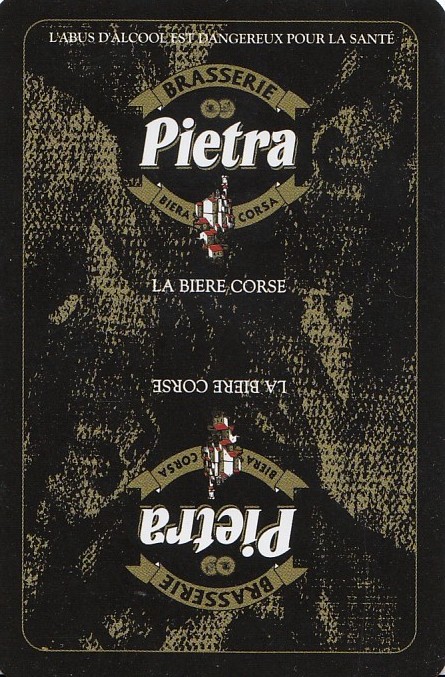 L'ABUS D'ALCOOL EST DANGEREUX POUR LA SANTÉ
BRASSERIE
Pietra
BIERA CORSA
LA BIERE CORSE
LA BIERE CORSE
BIERA CORSA
Pietra
BRASSERIE